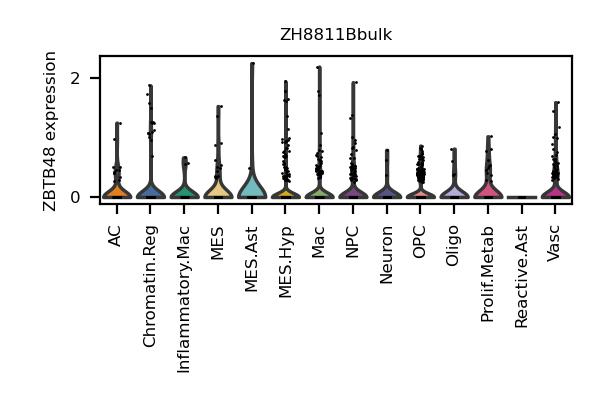 ZH8811Bbulk
ZBTB48 expression
2
0
AC
Chromatin.Reg
Inflammatory.Mac
MES
MES.Ast
MES.Hyp
Mac
NPC
Neuron
OPC
Oligo
Prolif.Metab
Reactive.Ast
Vasc